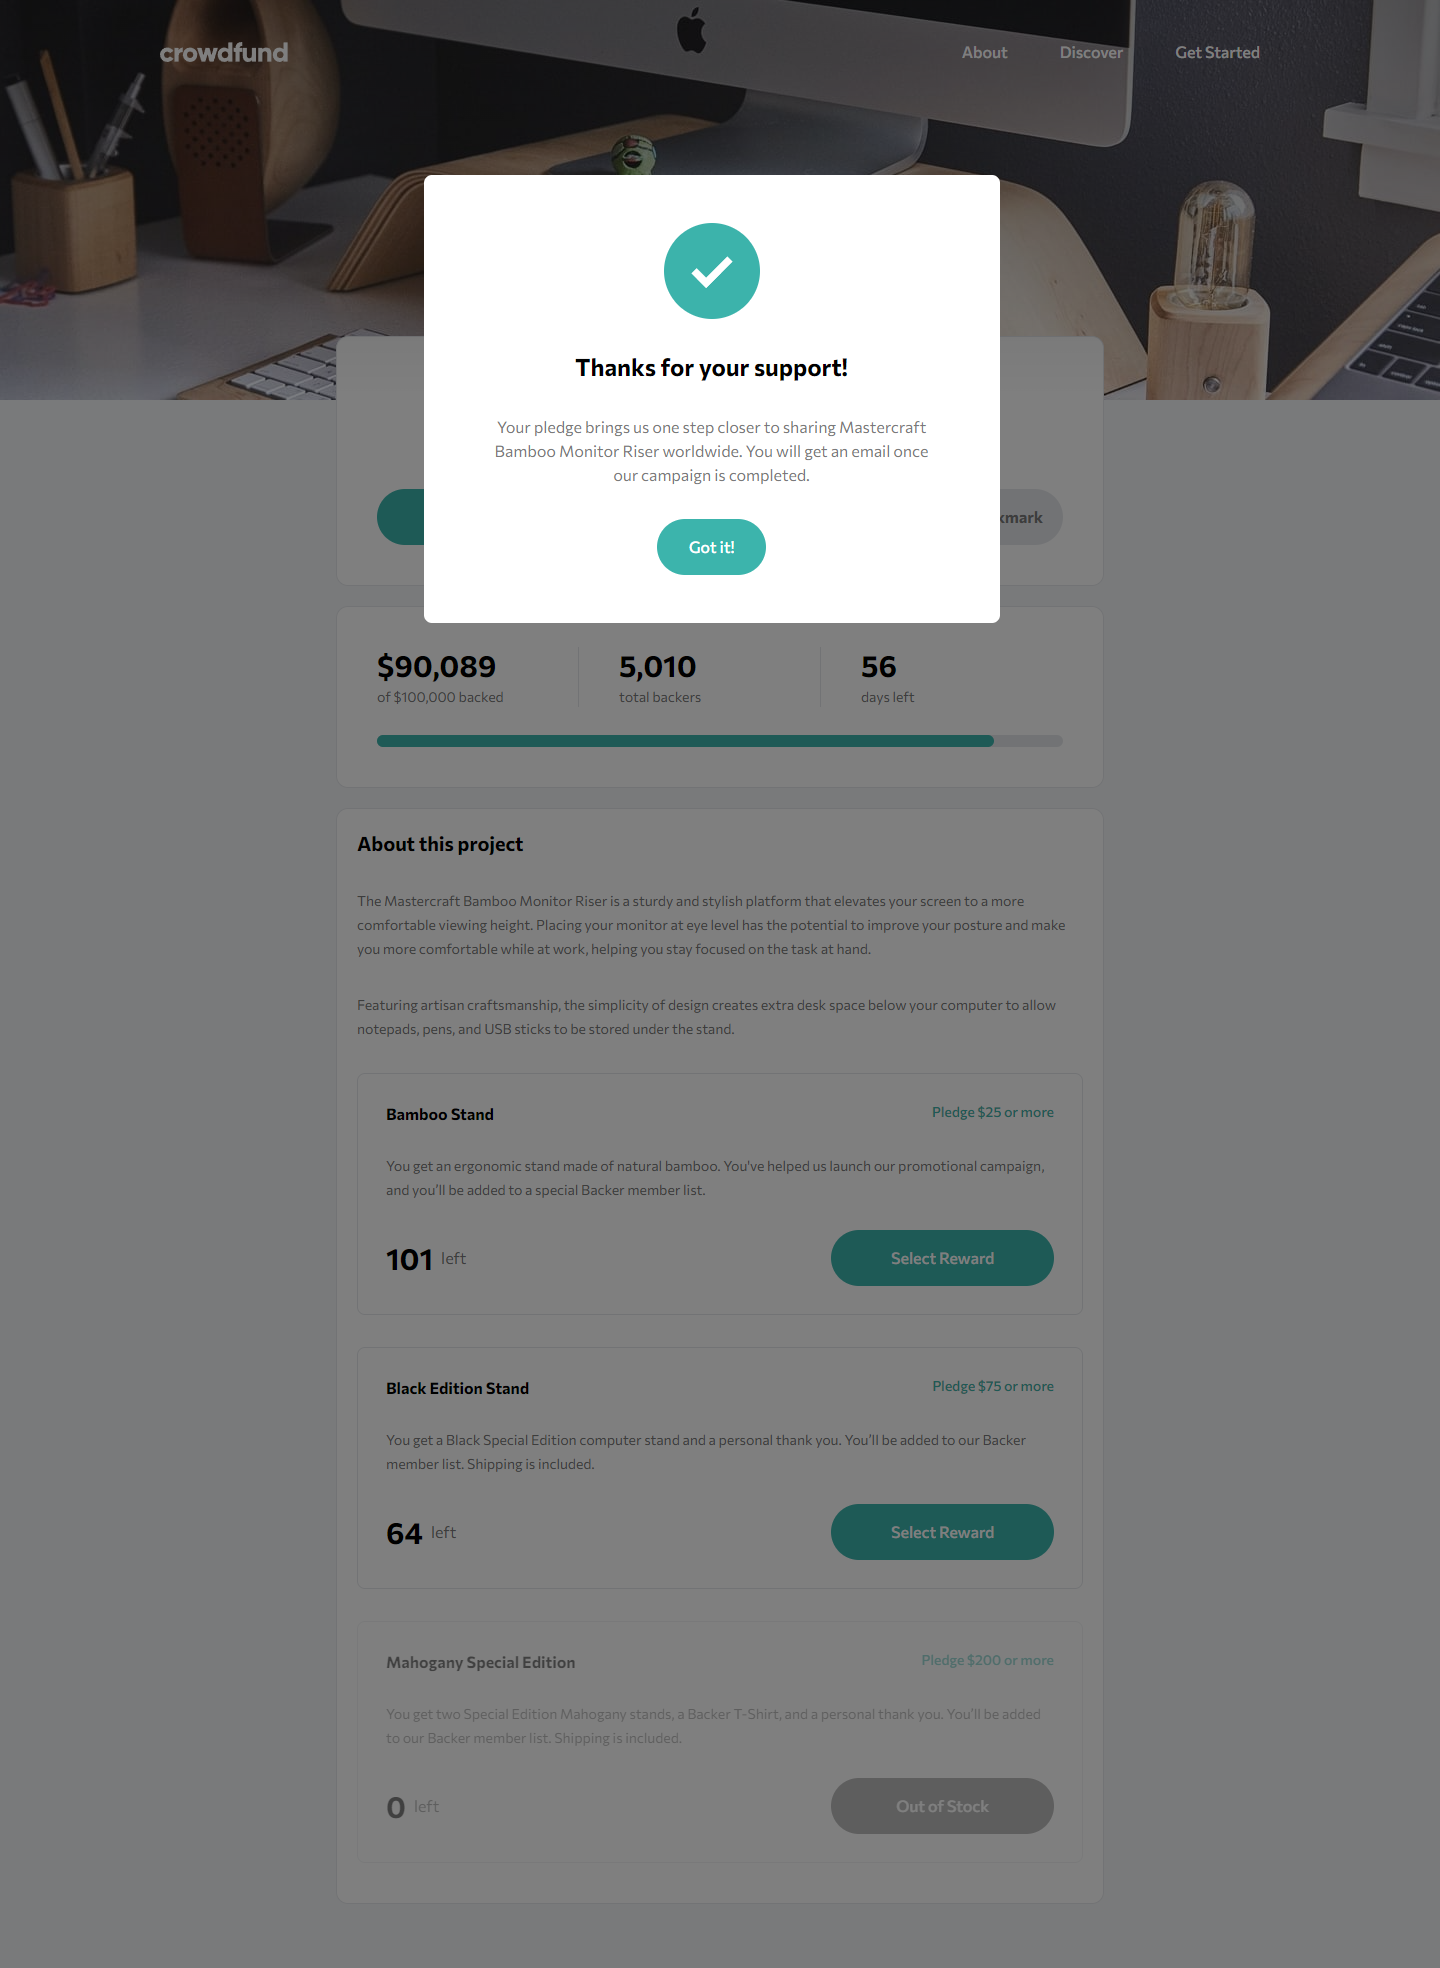 crowdfund
About
Discover
Get Started
Thanks for your support!
Your pledge brings us one step closer to sharing Mastercraft
Bamboo Monitor Riser worldwide. You will get an email once
our campaign is completed.
Got it!
$90,089
of $100,000 backed
5,010
total backers
56
days left
About this project
The Mastercraft Bamboo Monitor Riser is a sturdy and stylish platform that elevates your screen to a more
comfortable viewing height. Placing your monitor at eye level has the potential to improve your posture and make
you more comfortable while at work, helping you stay focused on the task at hand.
Featuring artisan craftsmanship, the simplicity of design creates extra desk space below your computer to allow
notepads, pens, and USB sticks to be stored under the stand.
Bamboo Stand
Pledge $25 or more
You get an ergonomic stand made of natural bamboo. You've helped us launch our promotional campaign,
and you’ll be added to a special Backer member list.
101 left
Select Reward
Black Edition Stand
Pledge $75 or more
You get a Black Special Edition computer stand and a personal thank you. You’ll be added to our Backer
member list. Shipping is included.
64 left
Select Reward
Mahogany Special Edition
Pledge $200 or more
You get two Special Edition Mahogany stands, a Backer T-Shirt, and a personal thank you. You’ll be added
to our Backer member list. Shipping is included.
0 left
Out of Stock